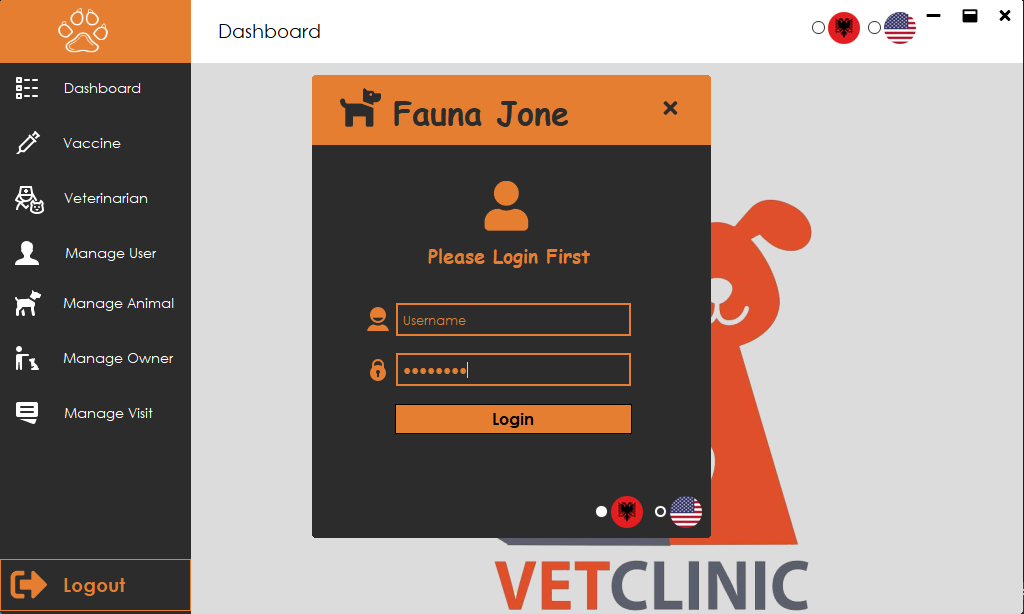 Dashboard
Dashboard
Vaccine
Veterinarian
Manage User
Manage Animal
Manage Owner
Manage Visit
Logout
Fauna Jone
Please Login First
Username
••••••••
Login
VETCLINIC